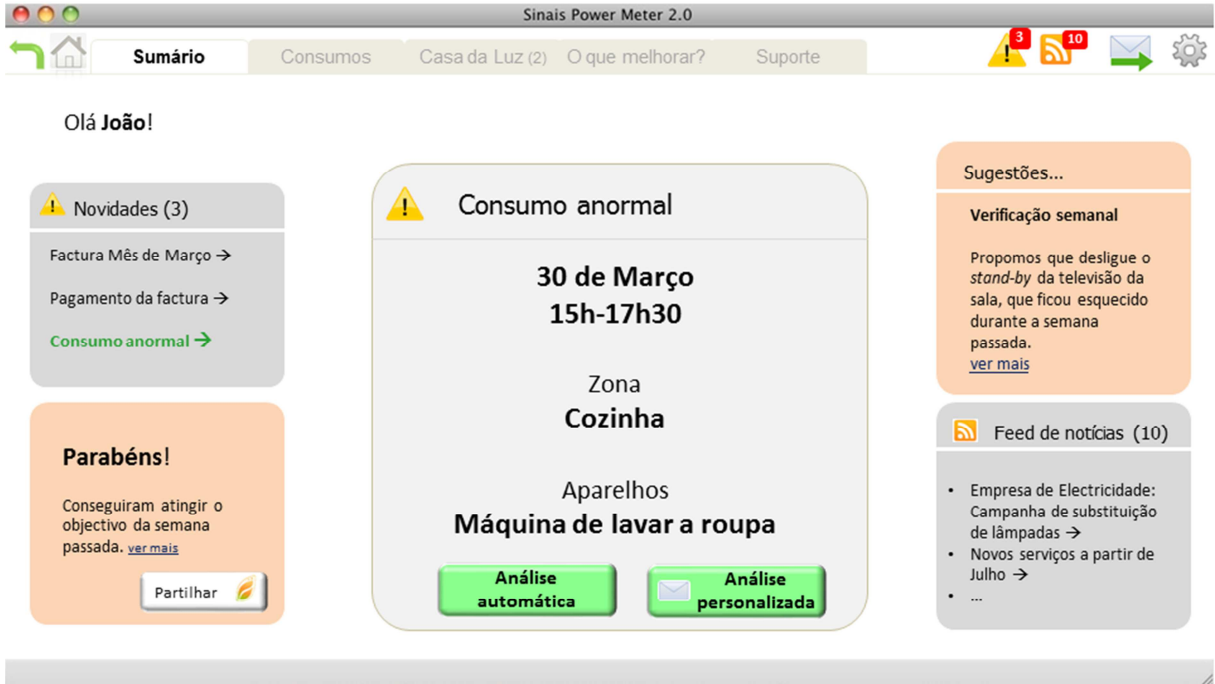 Sinais Power Meter 2.0
Sumário
Consumos
Casa da Luz (2)
O que melhorar?
Suporte
3
10
Olá João!
Novidades (3)
Factura Mês de Março →
Pagamento da factura →
Consumo anormal →
Parabéns!
Conseguiram atingir o
objectivo da semana
passada. ver mais
Partilhar
Consumo anormal
30 de Março
15h-17h30
Zona
Cozinha
Aparelhos
Máquina de lavar a roupa
Análise
automática
Análise
personalizada
Sugestões...
Verificação semanal
Propomos que desligue o
stand-by da televisão da
sala, que ficou esquecido
durante a semana
passada.
ver mais
Feed de notícias (10)
• Empresa de Electricidade:
Campanha de substituição
de lâmpadas →
• Novos serviços a partir de
Julho →
• ...